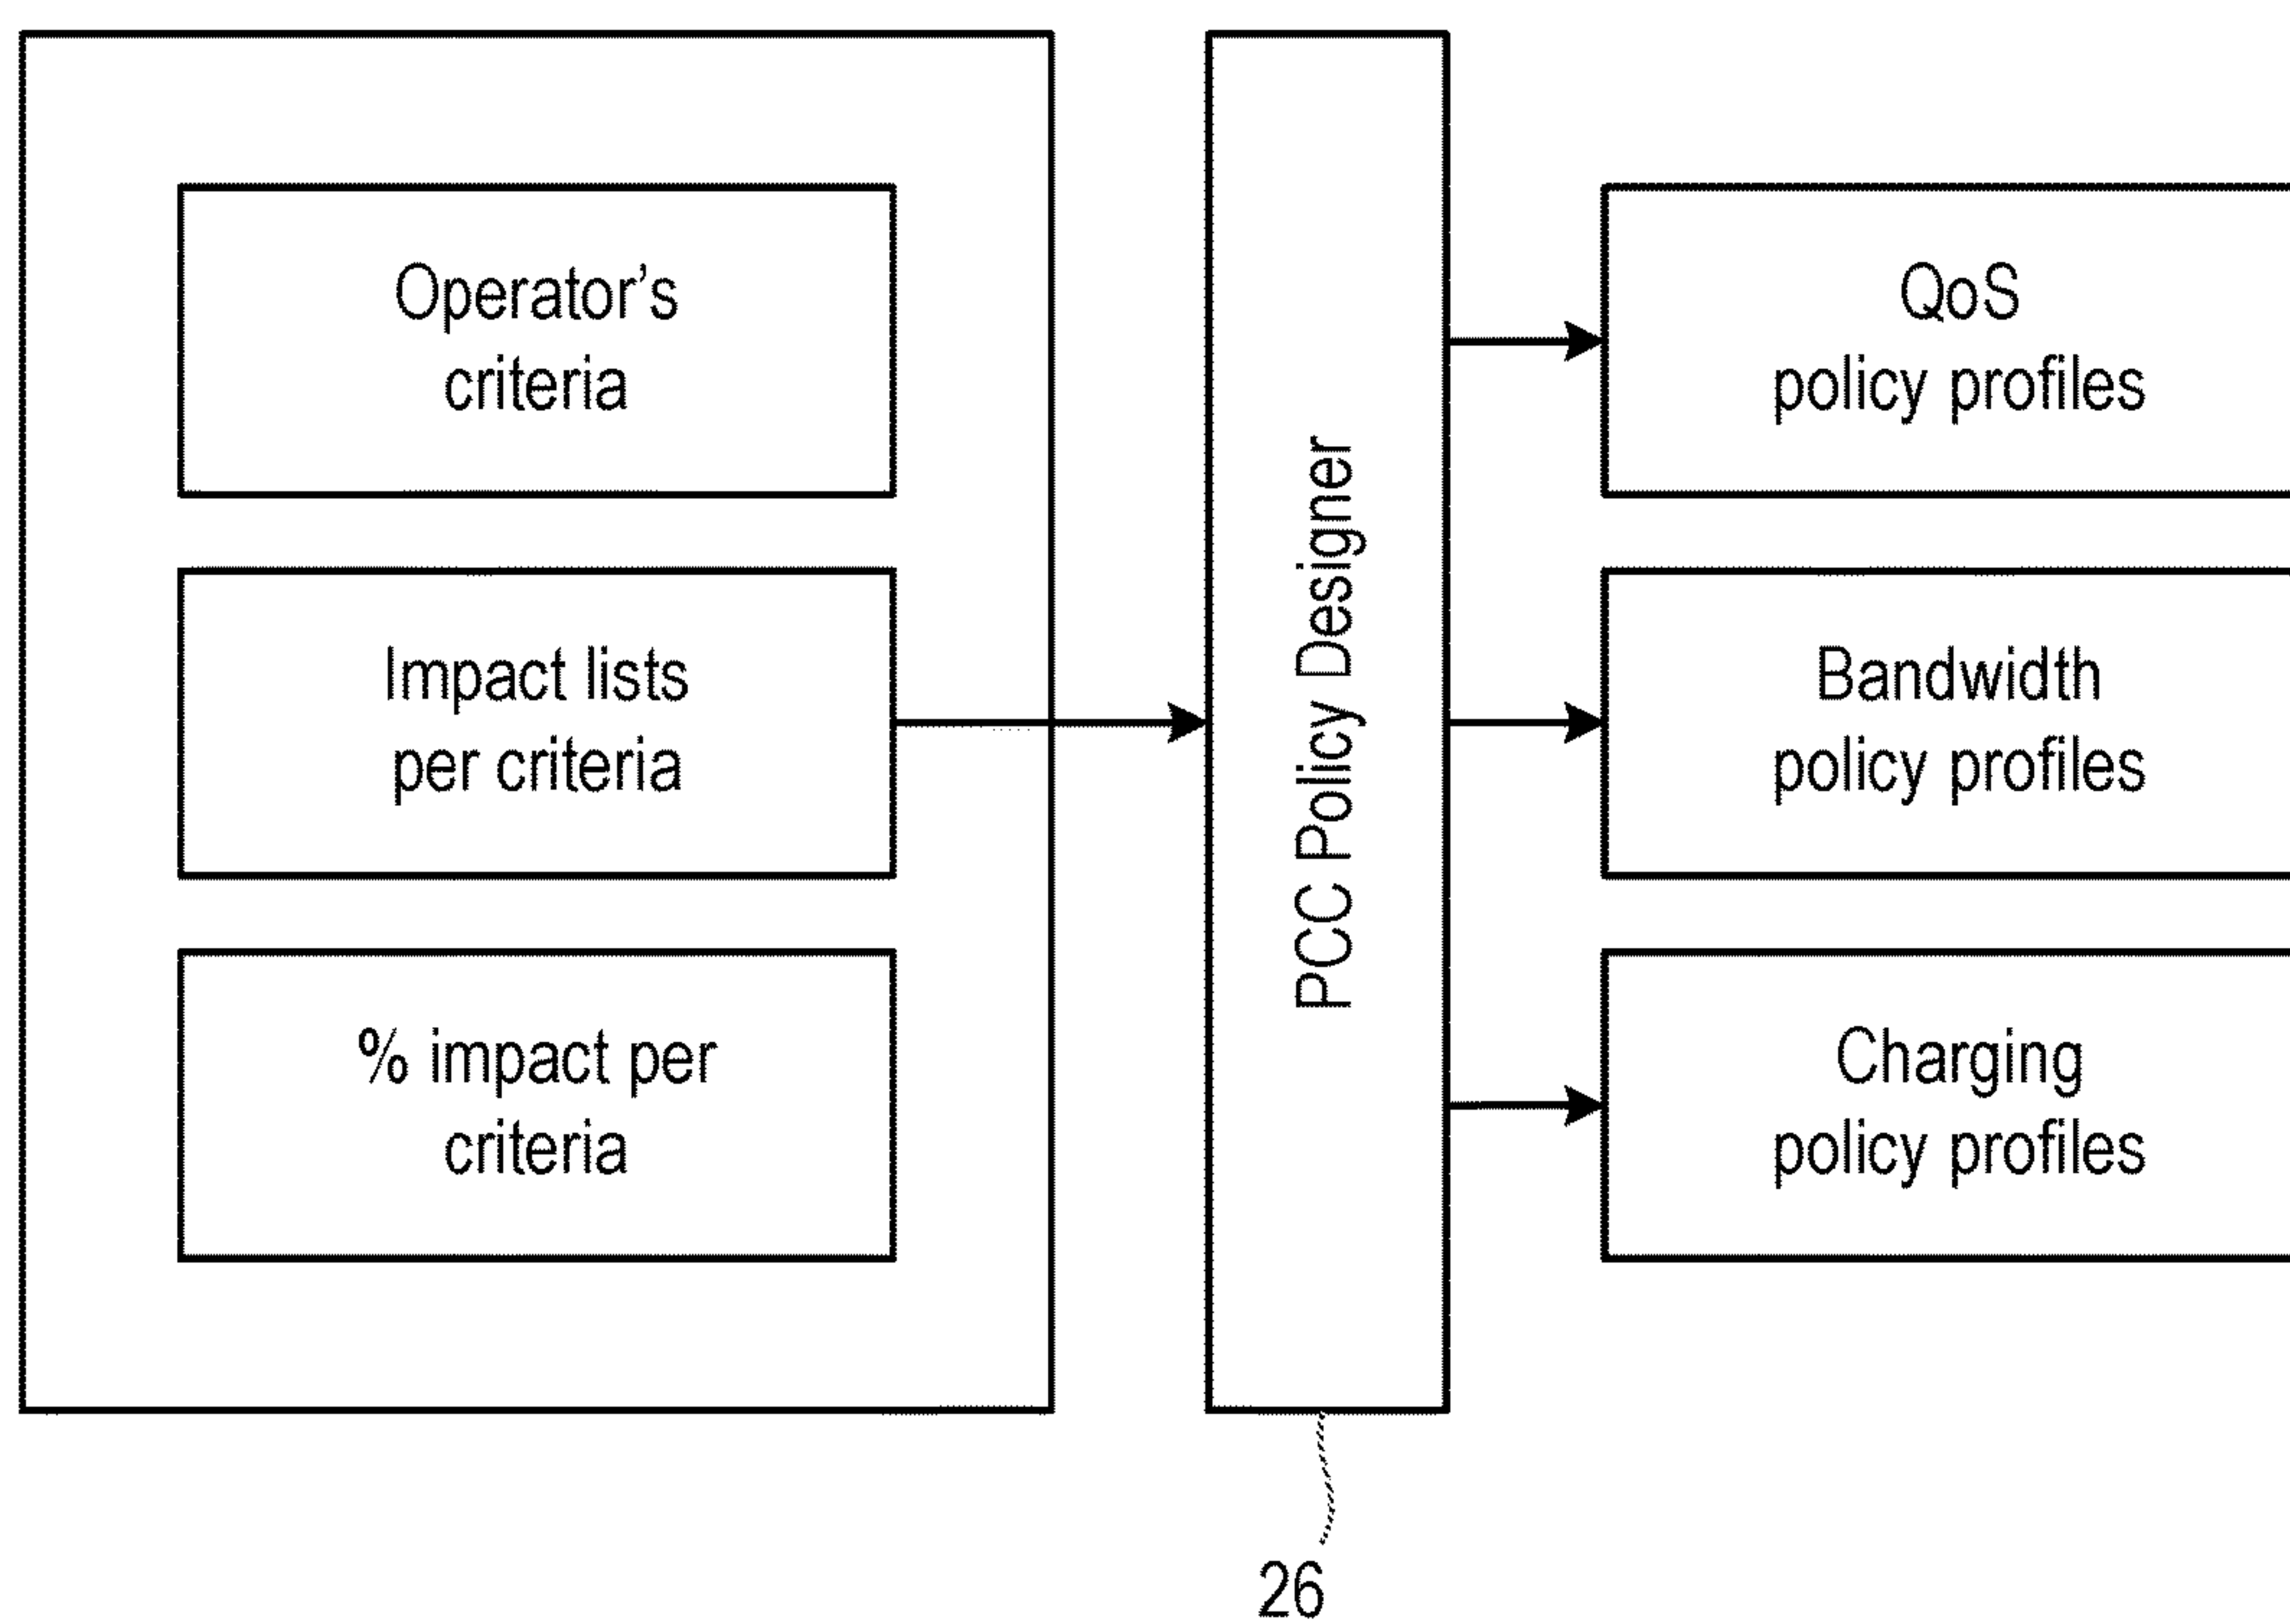 Operator’s
criteria
Impact lists
per criteria
% impact per
criteria
PCC Policy Designer
QoS
policy profiles
Bandwidth
policy profiles
Charging
policy profiles
26